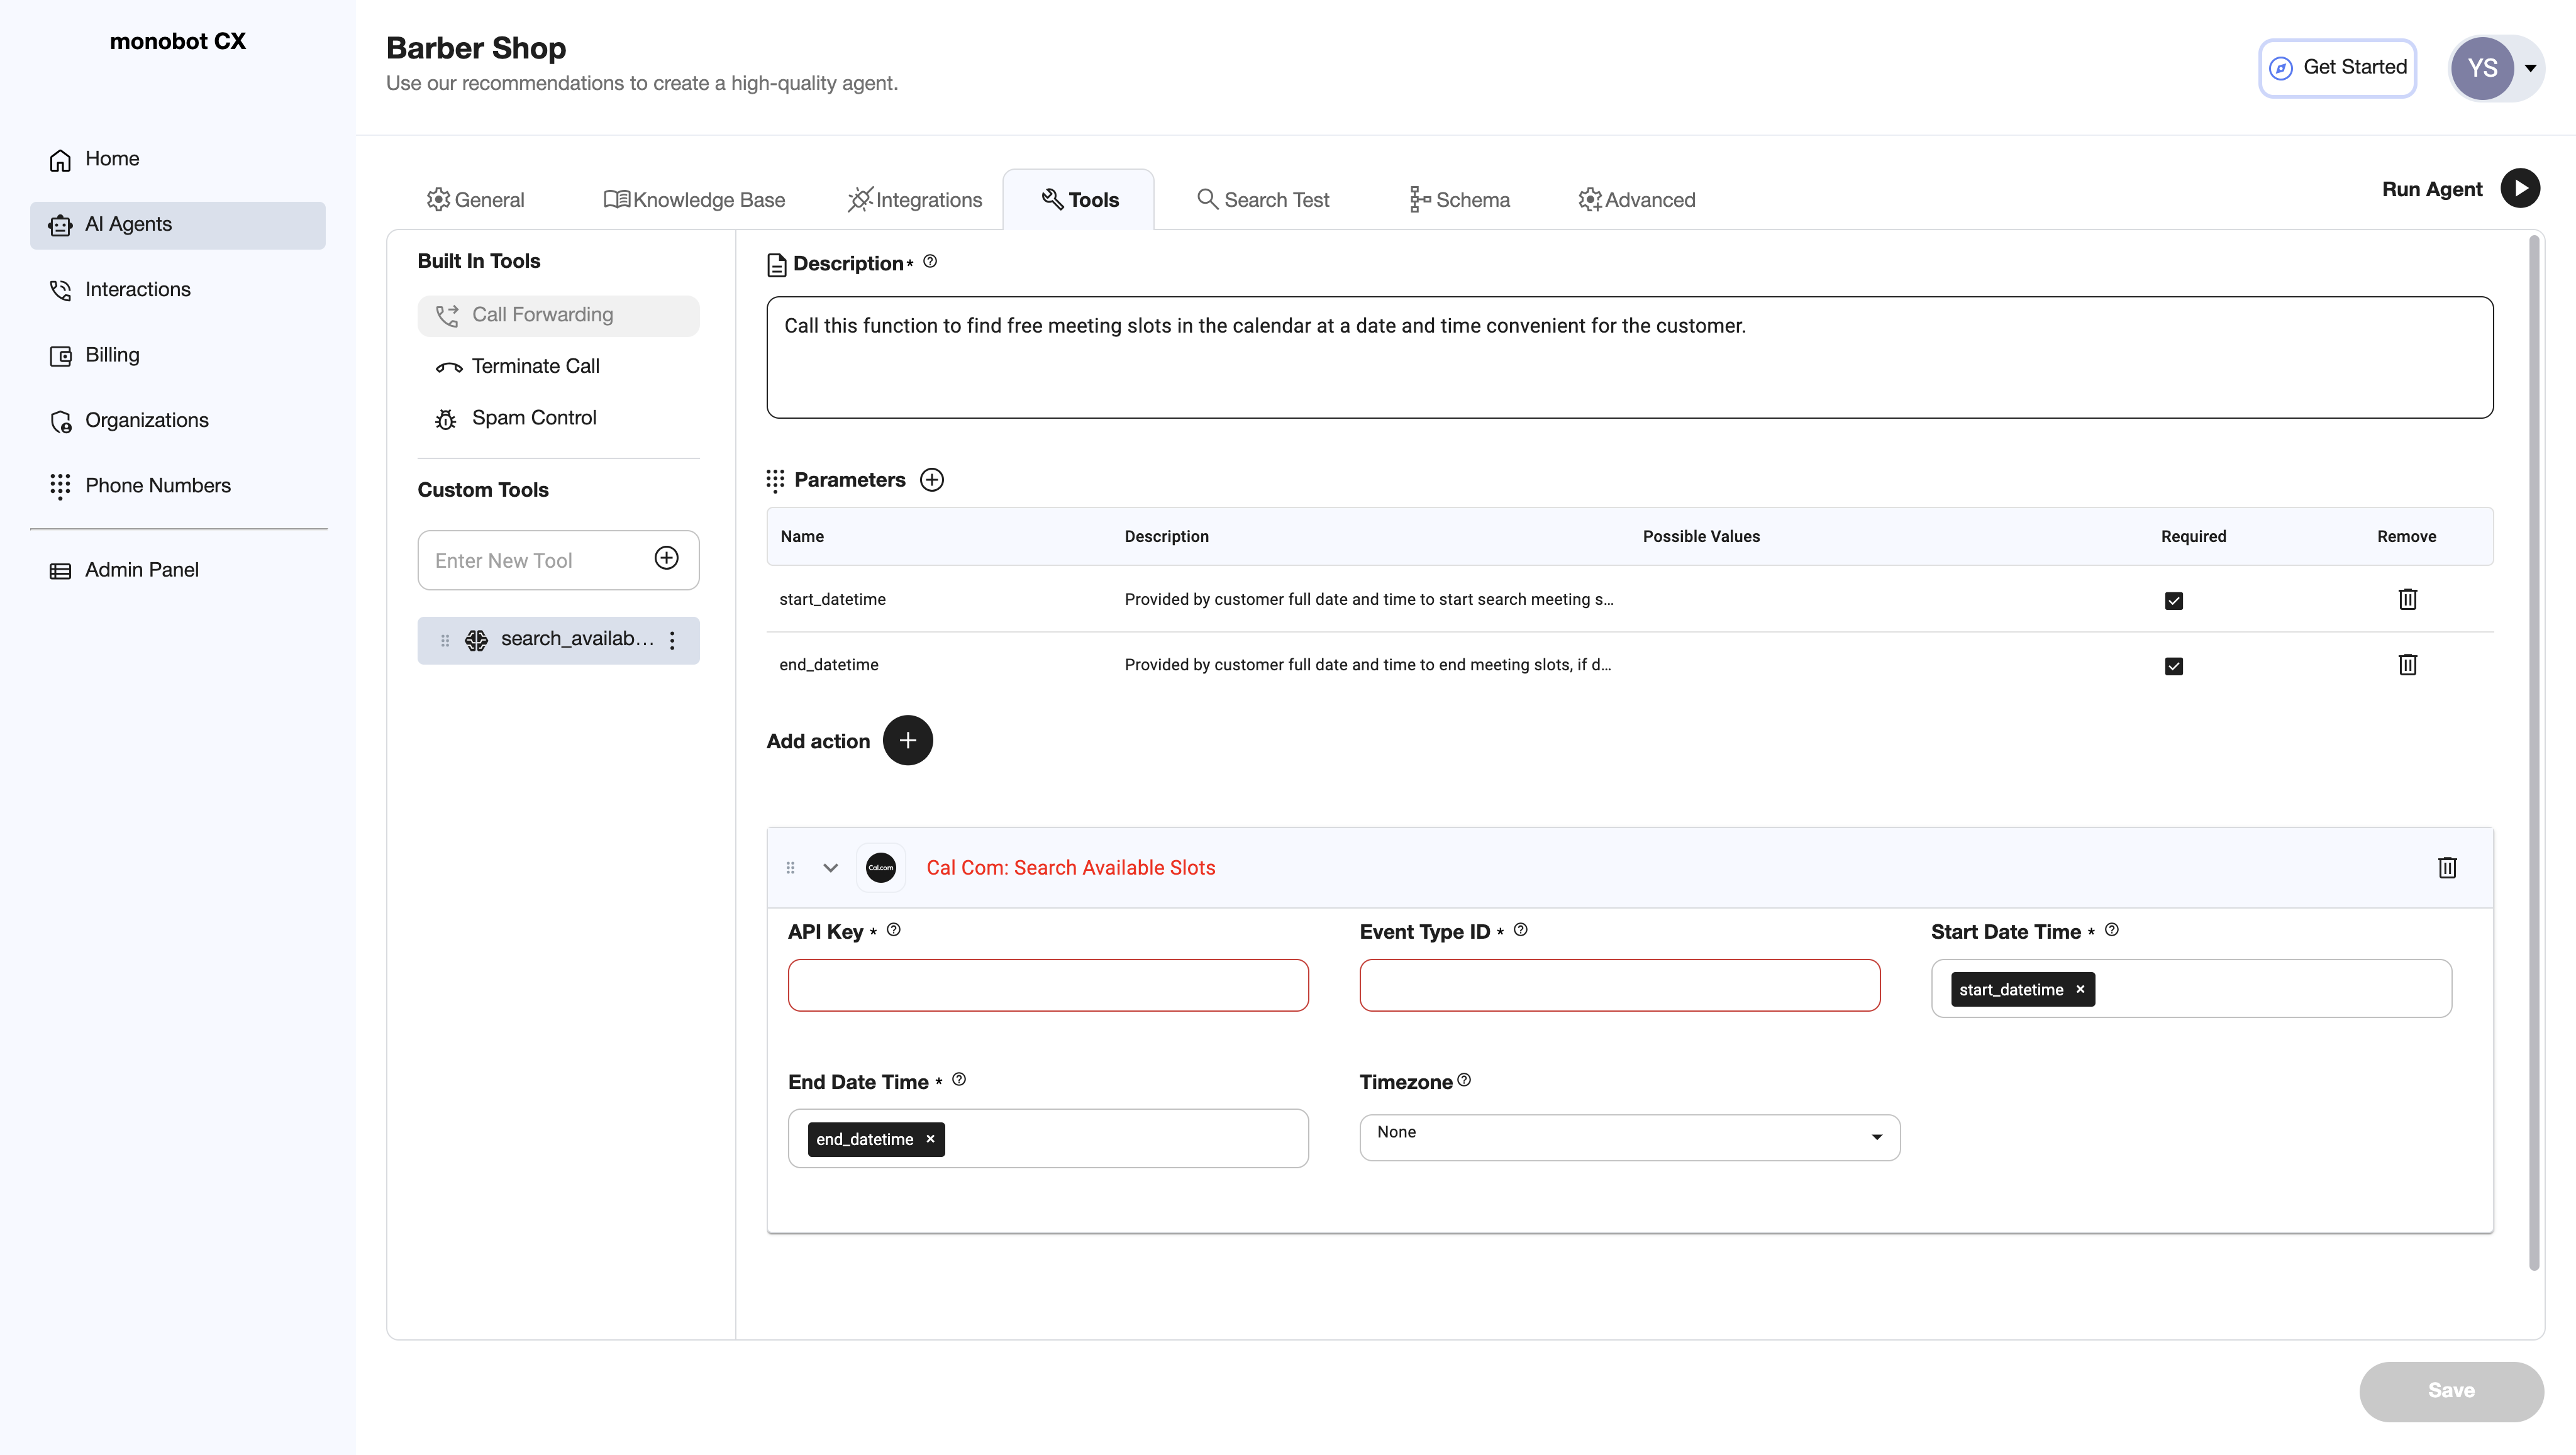 monobot CX
Home
AI Agents
Interactions
Billing
Organizations
Phone Numbers
Admin Panel
Barber Shop
Use our recommendations to create a high-quality agent.
Get Started
YS
General
Knowledge Base
Integrations
Tools
Search Test
Schema
Advanced
Run Agent
Built In Tools
Call Forwarding
Terminate Call
Spam Control
Custom Tools
Enter New Tool
search_availab...
Description*
Call this function to find free meeting slots in the calendar at a date and time convenient for the customer.
Parameters
Name Description Possible Values Required Remove
start_datetime Provided by customer full date and time to start search meeting s...
end_datetime Provided by customer full date and time to end meeting slots, if d...
Add action
Cal.com
Cal Com: Search Available Slots
API Key *
Event Type ID *
Start Date Time *
start_datetime ×
End Date Time *
end_datetime ×
Timezone
None
Save